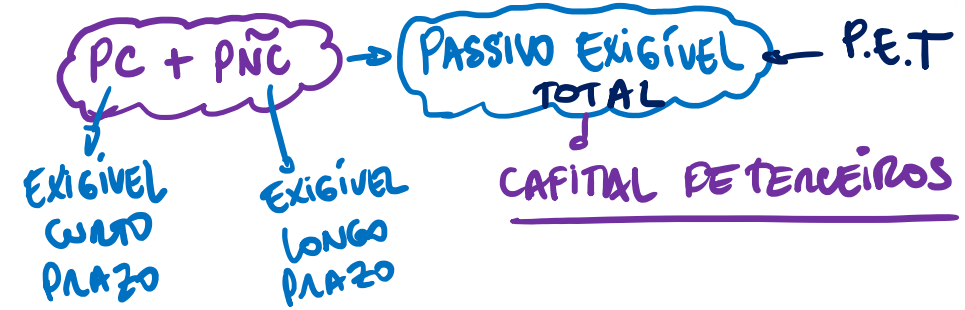 PC + PÑC → PASSIVO EXIGÍVEL ← P.E.T
TOTAL
EXIGÍVEL
CURTO
PRAZO
EXIGÍVEL
LONGO
PRAZO
CAPITAL DE TERCEIROS